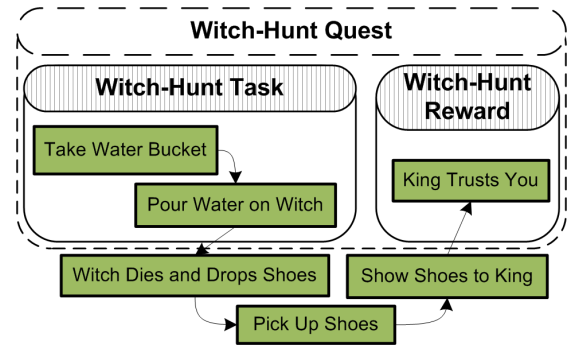 Witch-Hunt Quest
Witch-Hunt Task
Witch-Hunt
Reward
Take Water Bucket
Pour Water on Witch
King Trusts You
Witch Dies and Drops Shoes
Show Shoes to King
Pick Up Shoes